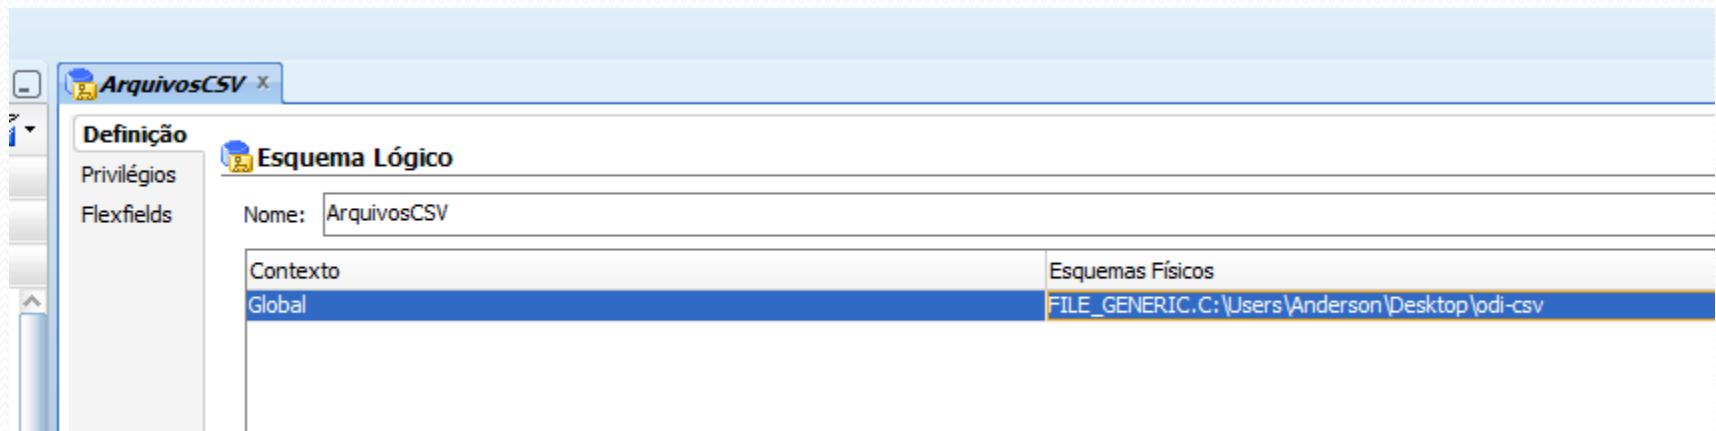 ArquivosCSV x
Definição
Privilégios
Flexfields
Esquema Lógico
Nome: ArquivosCSV
Contexto Esquemas Físicos
Global FILE_GENERIC.C:\Users\Anderson\Desktop\odi-csv